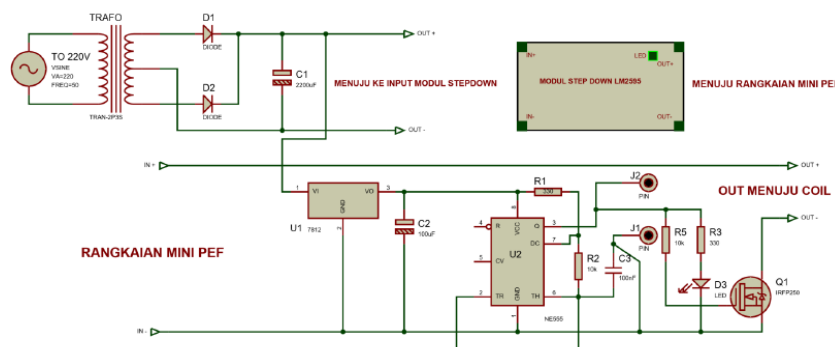 TRAFO
D1
DIODE
OUT +
TO 220V
VSINE
VA=220
FREQ=50
TRAN-2P3S
C1
2200uF
MENUJU KE INPUT MODUL STEPDOWN
D2
DIODE
OUT -
IN+
LED
OUT+
MODUL STEP DOWN LM2595
IN-
OUT-
MENUJU RANGKAIAN MINI PEF
IN +
OUT +
OUT MENUJU COIL
OUT -
U1
7812
1
VI
VO
3
GND
2
C2
100uF
RANGKAIAN MINI PEF
R1
330
J2
PIN
J1
PIN
U2
NE555
8
VCC
4
R
Q
3
DC
7
5
CV
2
TR
TH
6
GND
1
R2
10k
C3
100nF
R5
10k
R3
330
D3
LED
Q1
IRFP250
IN -